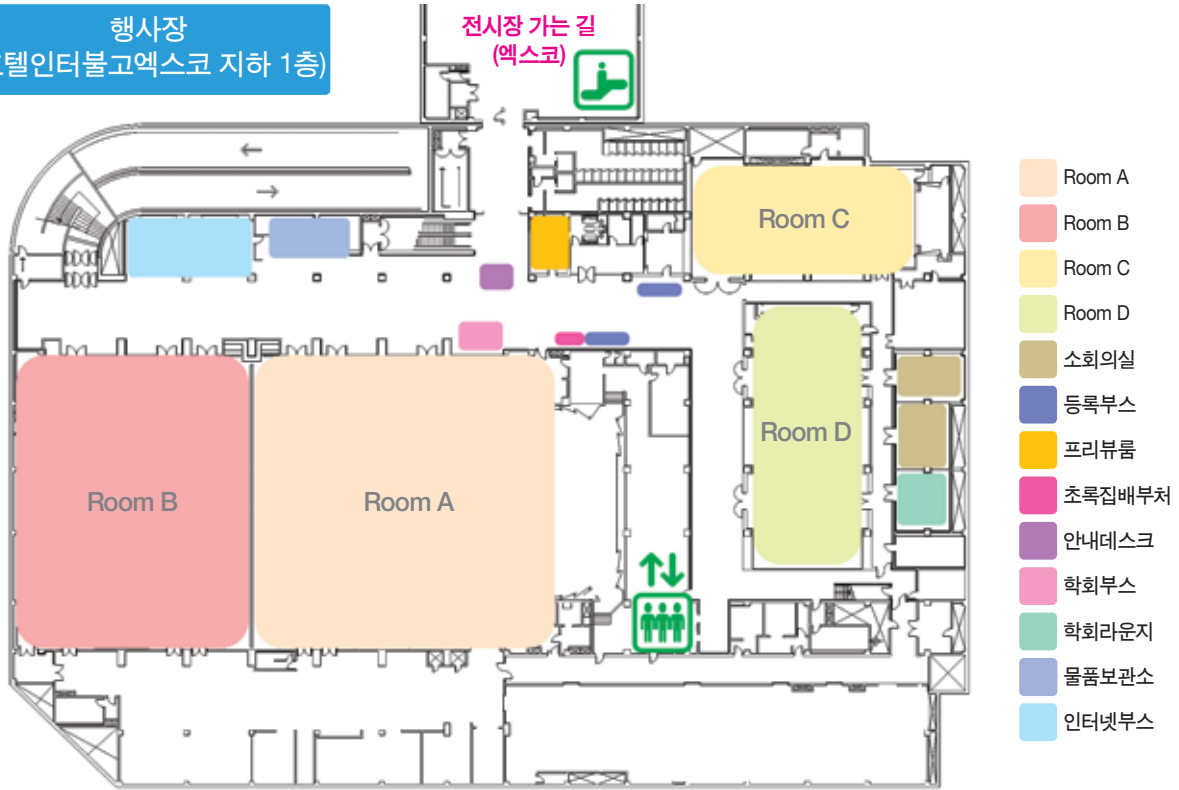 행사장
텔인터불고엑스코 지하 1층)
전시장 가는 길
(엑스코)
Room C
Room D
Room B
Room A
Room A
Room B
Room C
Room D
소회의실
등록부스
프리뷰룸
초록집배부처
안내데스크
학회부스
학회라운지
물품보관소
인터넷부스